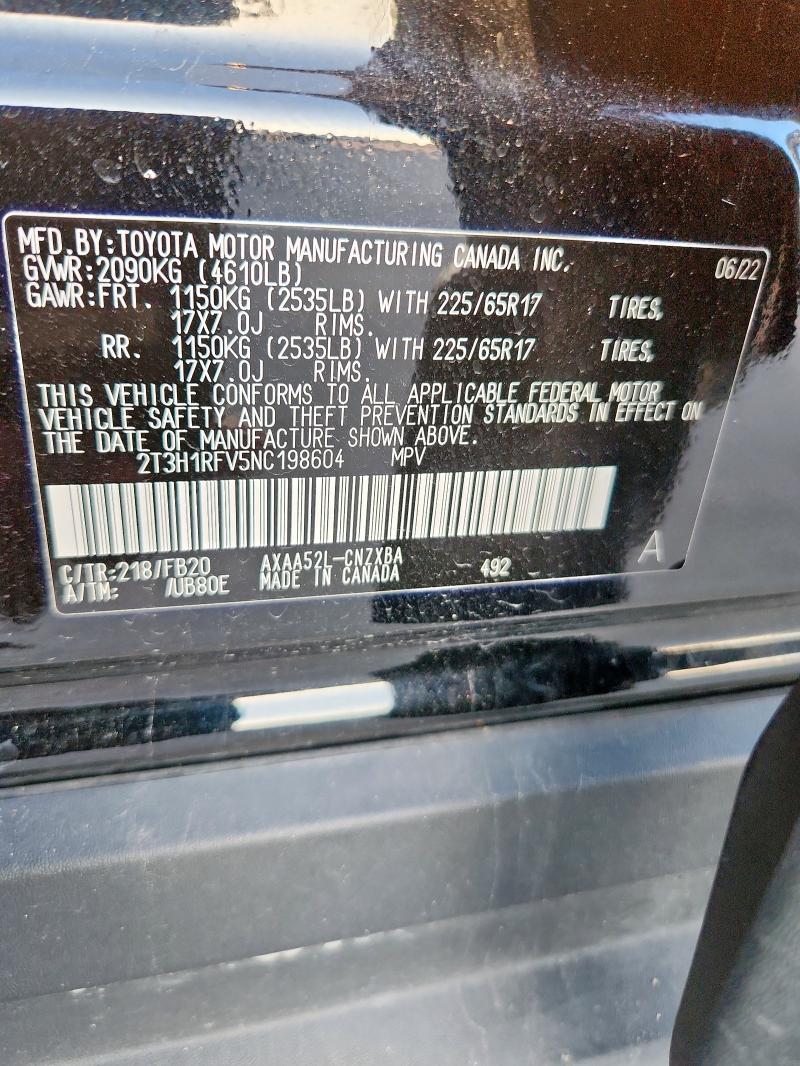 MFD.BY:TOYOTA MOTOR MANUFACTURING CANADA INC. 06/22
GVWR:2090KG (4610LB)
GAWR:FRT. 1150KG (2535LB) WITH 225/65R17 TIRES,
17X7.0J RIMS.
RR. 1150KG (2535LB) WITH 225/65R17 TIRES,
17X7.0J RIMS.
THIS VEHICLE CONFORMS TO ALL APPLICABLE FEDERAL MOTOR
VEHICLE SAFETY AND THEFT PREVENTION STANDARDS IN EFFECT ON
THE DATE OF MANUFACTURE SHOWN ABOVE.
2T3H1RFV5NC198604 MPV
C/TR:218/FB20 AXAA52L-CNZXBA 492 A
A/TM: /UB80E MADE IN CANADA